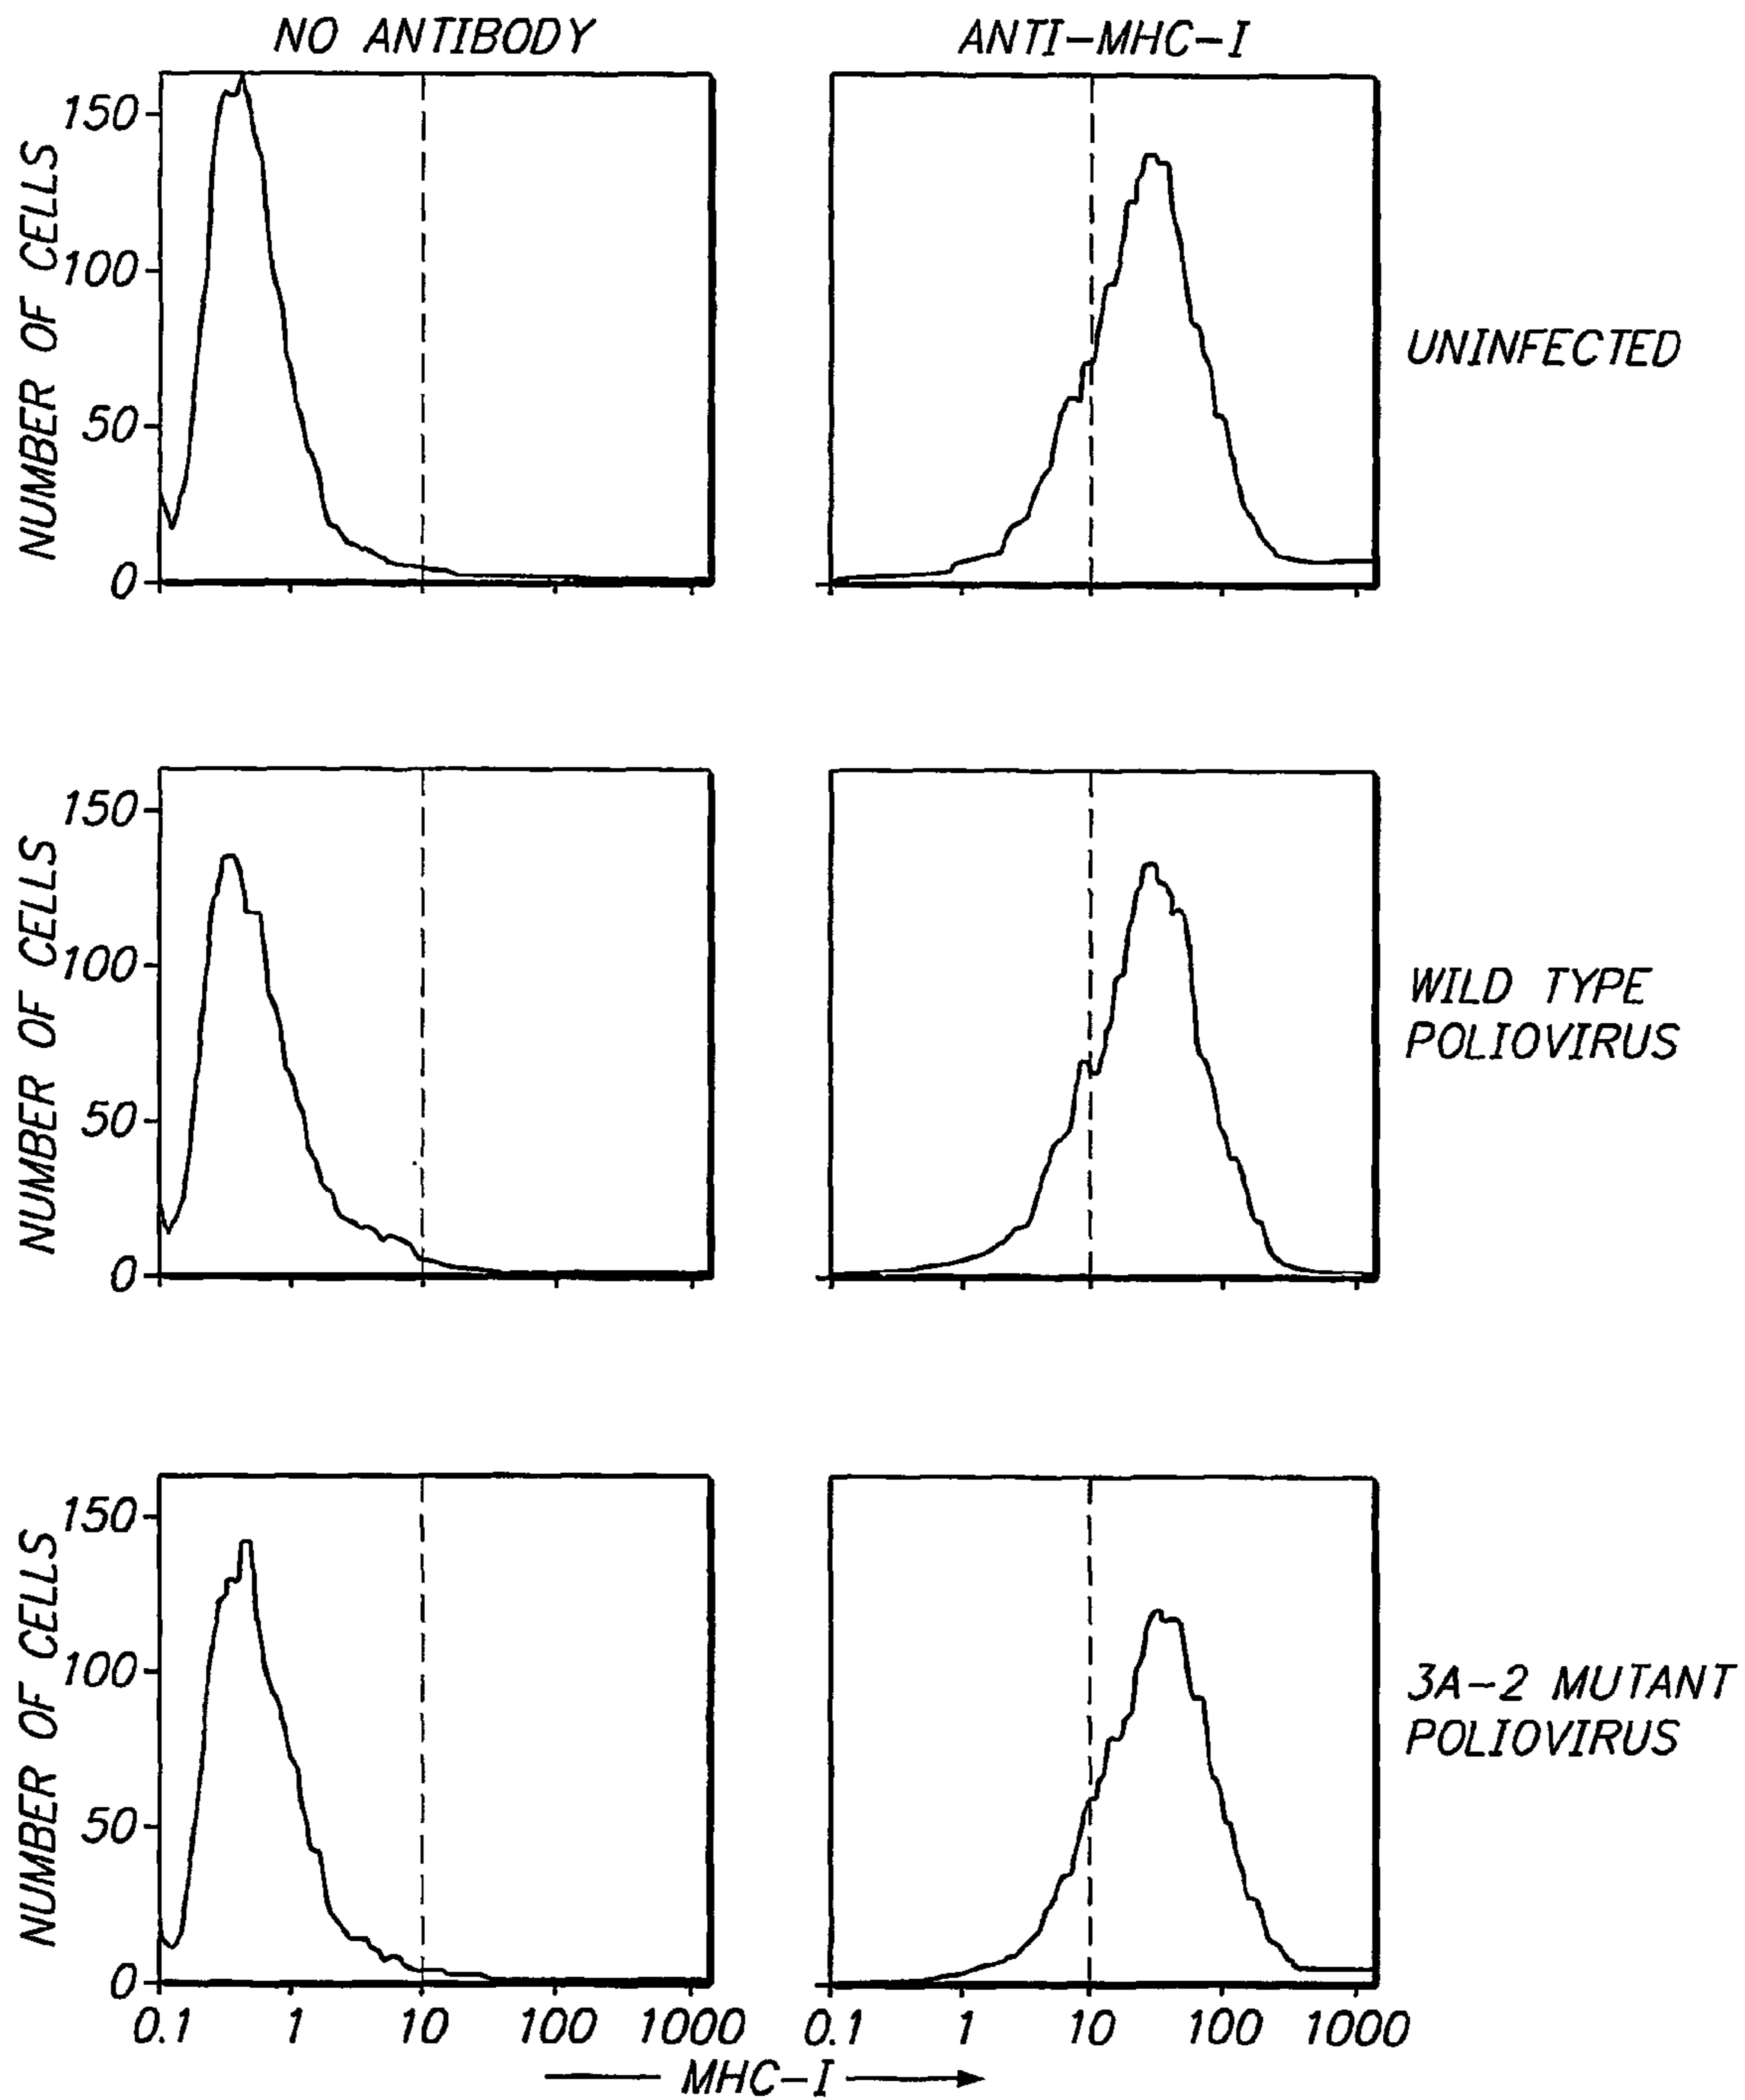 NO ANTIBODY
ANTI-MHC-I
NUMBER OF CELLS
150
100
50
0
UNINFECTED
NUMBER OF CELLS
150
100
50
0
WILD TYPE
POLIOVIRUS
NUMBER OF CELLS
150
100
50
0
3A-2 MUTANT
POLIOVIRUS
0.1 1 10 100 1000
0.1 1 10 100 1000
MHC-I